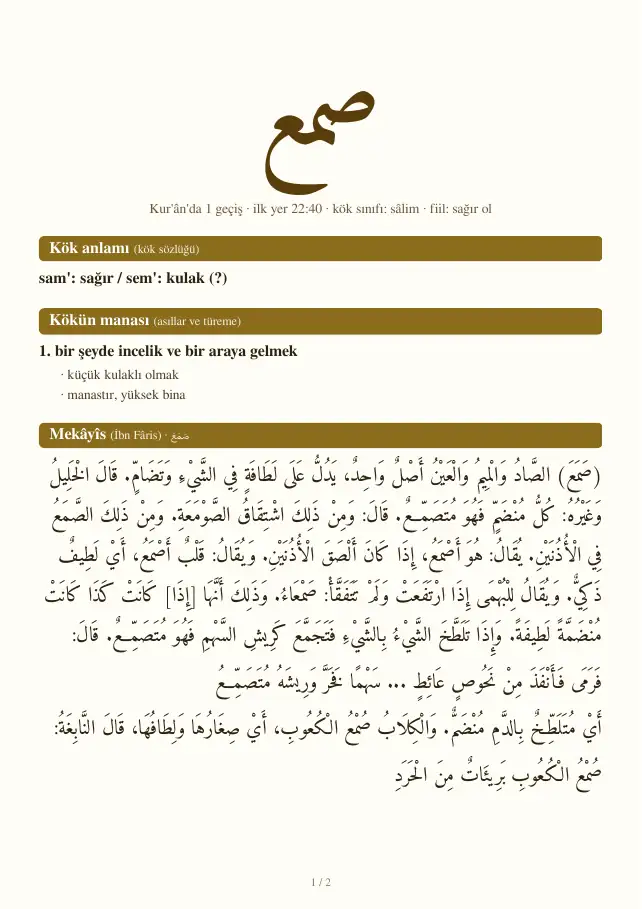 صمع
Kur'ân'da 1 geçiş · ilk yer 22:40 · kök sınıfı: sâlim · fiil: sağır ol
Kök anlamı (kök sözlüğü)
sam': sağır / sem': kulak (?)
Kökün manası (asıllar ve türeme)
1. bir şeyde incelik ve bir araya gelmek
· küçük kulaklı olmak
· manastır, yüksek bina
Mekâyîs (İbn Fâris) · صَمَعَ
(صَمَعَ) الصَّادُ وَالْمِيمُ وَالْعَيْنُ أَصْلٌ وَاحِدٌ، يَدُلُّ عَلَى لَطَافَةٍ فِي الشَّيْءِ وَتَضَامٍّ. قَالَ الْخَلِيلُ
وَغَيْرُهُ: كُلُّ مُنْضَمٍّ فَهُوَ مُتَصَمِّعٌ. قَالَ: وَمِنْ ذَلِكَ اشْتِقَاقُ الصَّوْمَعَةِ. وَمِنْ ذَلِكَ الصَّمَعُ
فِي الْأُذُنَيْنِ. يُقَالُ: هُوَ أَصْمَعُ، إِذَا كَانَ أَلْصَقَ الْأُذُنَيْنِ. وَيُقَالُ: قَلْبٌ أَصْمَعُ، أَيْ لَطِيفٌ
ذَكِيٌّ. وَيُقَالُ لِلْبُهْمَى إِذَا ارْتَفَعَتْ وَلَمْ تَتَفَقَّأْ: صَمْعَاءُ. وَذَلِكَ أَنَّهَا [إِذَا] كَانَتْ كَذَا كَانَتْ
مُنْضَمَّةً لَطِيفَةً. وَإِذَا تَلَطَّخَ الشَّيْءُ بِالشَّيْءِ فَتَجَمَّعَ كَرِيشِ السَّهْمِ فَهُوَ مُتَصَمِّعٌ. قَالَ:
فَرَمَى فَأَنْفَذَ مِنْ نَحُوصٍ عَائِطٍ ... سَهْمًا فَخَرَّ وَرِيشَهُ مُتَصَمِّعُ
أَيْ مُتَلَطِّخٌ بِالدَّمِ مُنْضَمٌّ. وَالْكِلَابُ صُمْعُ الْكُعُوبِ، أَيْ صِغَارُهَا وَلِطَافُهَا، قَالَ النَّابِغَةُ:
صُمْعُ الْكُعُوبِ بَرِيئَاتٌ مِنَ الْحَرَدِ
1 / 2